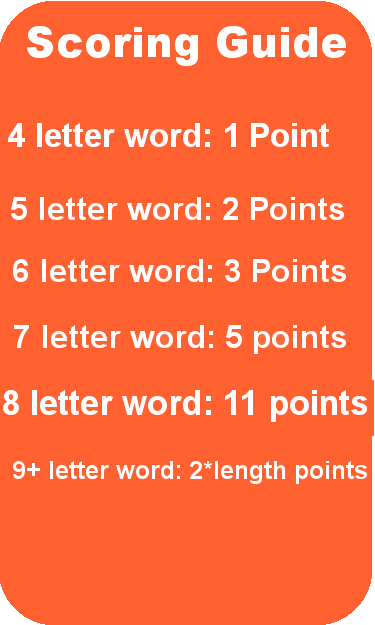 Scoring Guide
4 letter word: 1 Point
5 letter word: 2 Points
6 letter word: 3 Points
7 letter word: 5 points
8 letter word: 11 points
9+ letter word: 2*length points